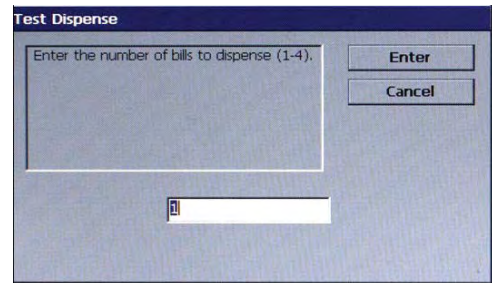 Test Dispense
Enter the number of bills to dispense (1-4).
Enter
Cancel
1